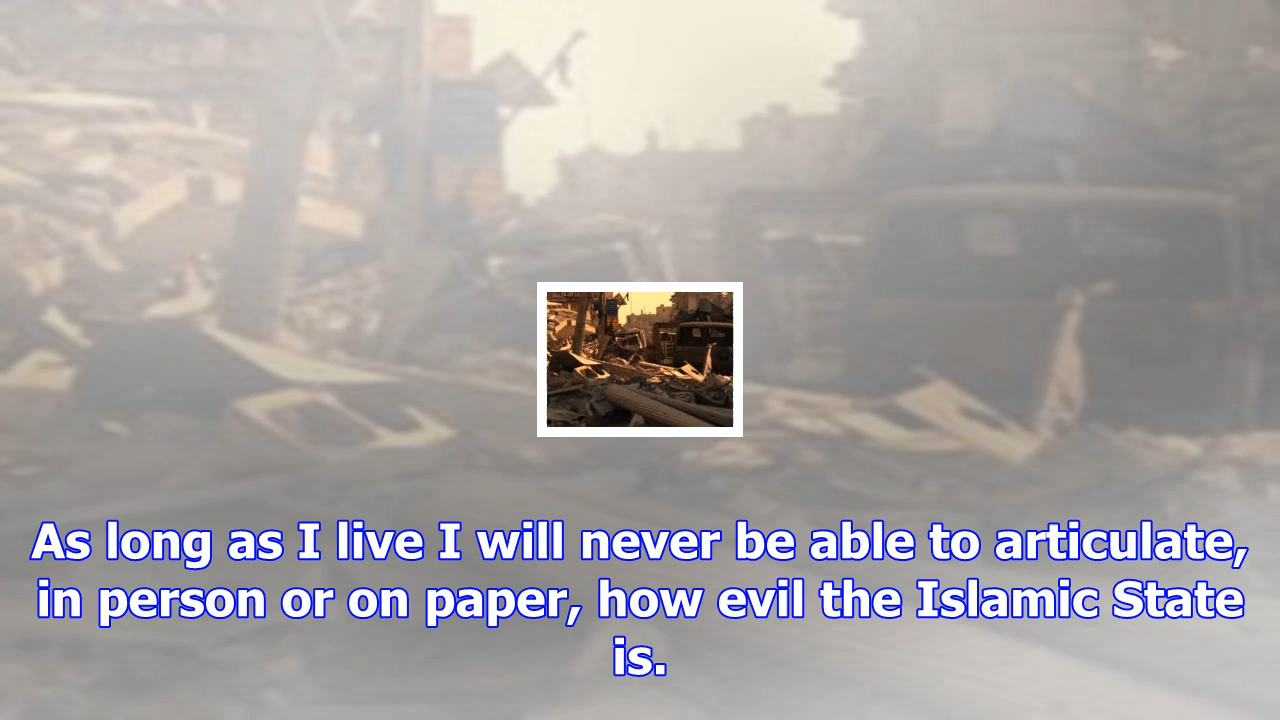 As long as I live I will never be able to articulate,
in person or on paper, how evil the Islamic State
is.